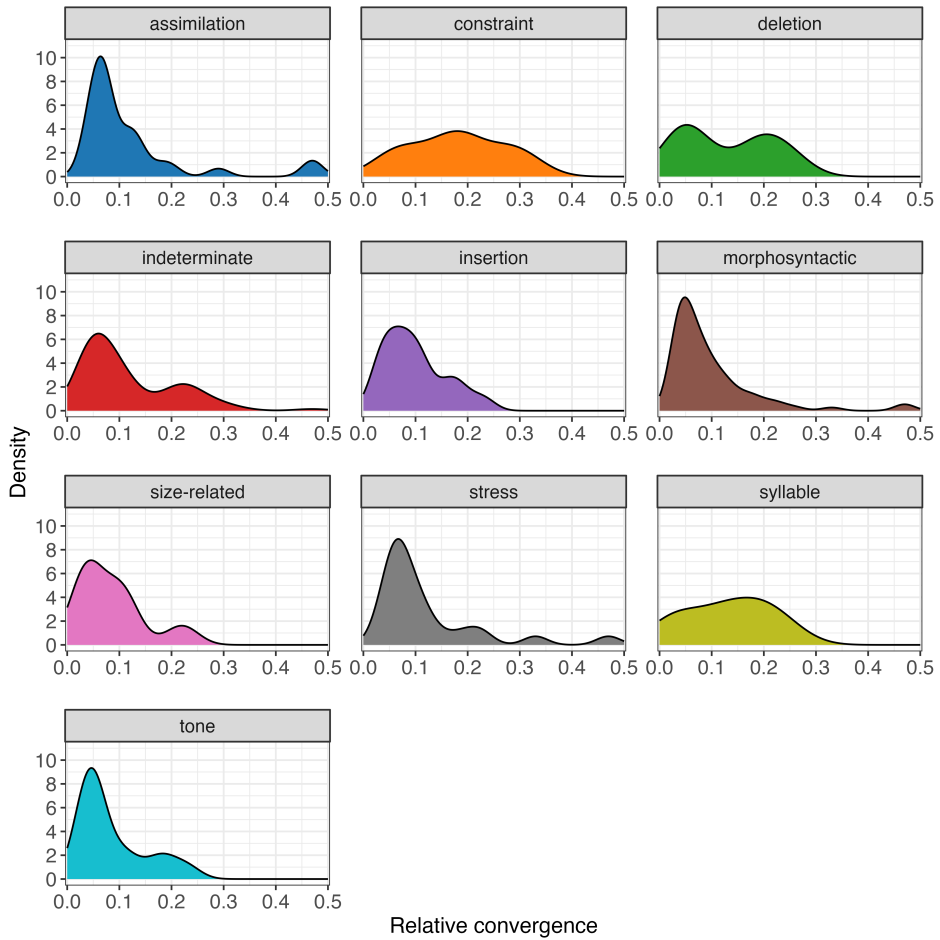 assimilation constraint deletion
10
8
6
4
2
0
0.0 0.1 0.2 0.3 0.4 0.5 0.0 0.1 0.2 0.3 0.4 0.5 0.0 0.1 0.2 0.3 0.4 0.5
indeterminate insertion morphosyntactic
10
8
6
4
2
0
0.0 0.1 0.2 0.3 0.4 0.5 0.0 0.1 0.2 0.3 0.4 0.5 0.0 0.1 0.2 0.3 0.4 0.5
Density
size-related stress syllable
10
8
6
4
2
0
0.0 0.1 0.2 0.3 0.4 0.5 0.0 0.1 0.2 0.3 0.4 0.5 0.0 0.1 0.2 0.3 0.4 0.5
tone
10
8
6
4
2
0
0.0 0.1 0.2 0.3 0.4 0.5
Relative convergence